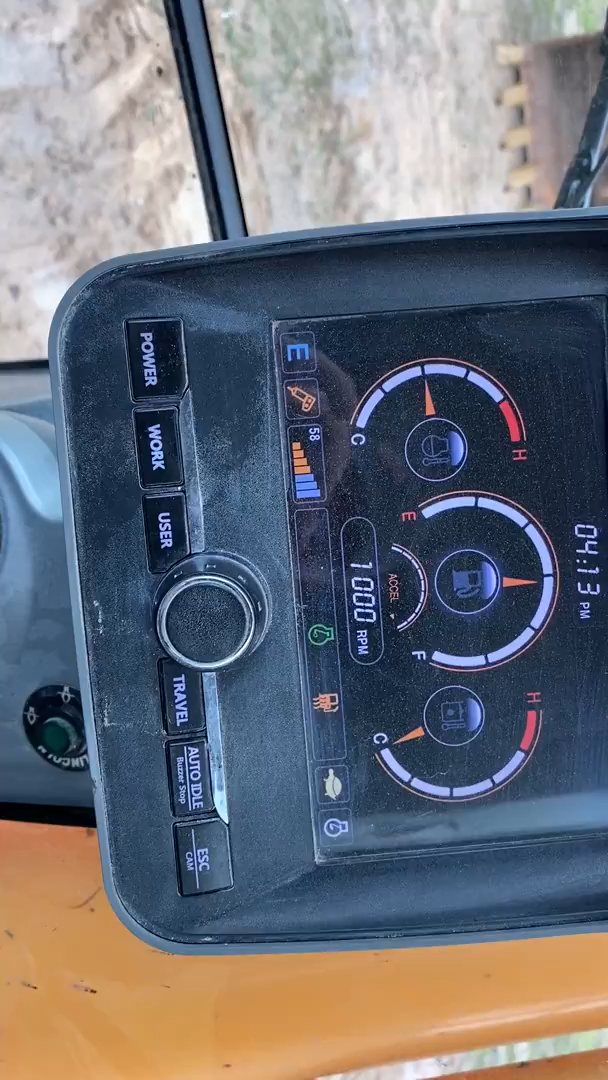 04:13 PM
C H
E F
C H
ACCEL
1000 RPM
E
58
POWER
WORK
USER
TRAVEL
AUTO IDLE
Buzzer Stop
ESC
CAM